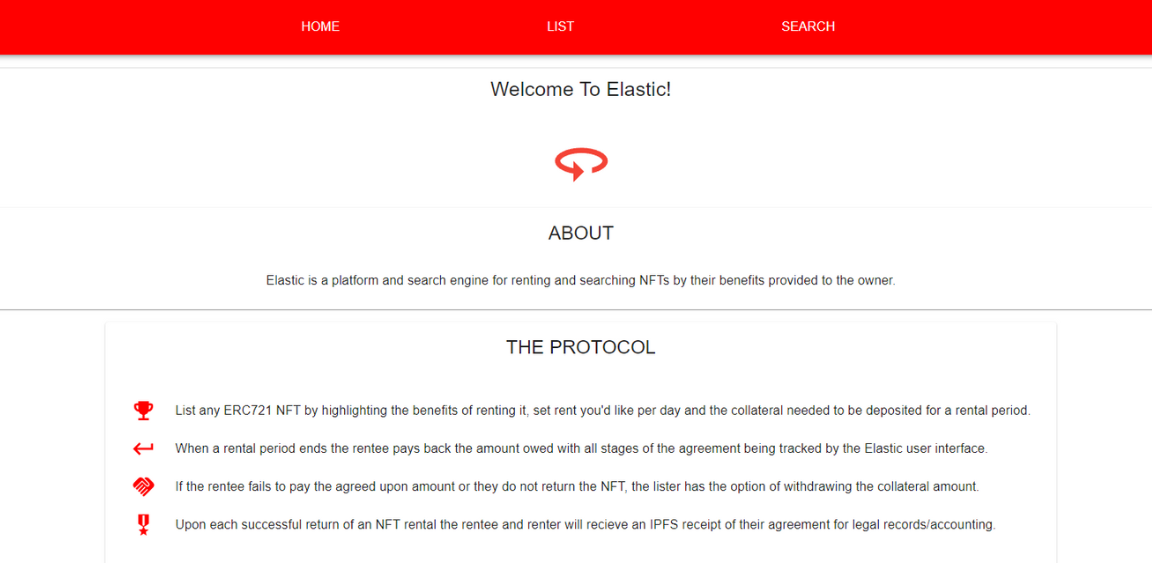 HOME LIST SEARCH
Welcome To Elastic!
ABOUT
Elastic is a platform and search engine for renting and searching NFTs by their benefits provided to the owner.
THE PROTOCOL
List any ERC721 NFT by highlighting the benefits of renting it, set rent you'd like per day and the collateral needed to be deposited for a rental period.
When a rental period ends the rentee pays back the amount owed with all stages of the agreement being tracked by the Elastic user interface.
If the rentee fails to pay the agreed upon amount or they do not return the NFT, the lister has the option of withdrawing the collateral amount.
Upon each successful return of an NFT rental the rentee and renter will recieve an IPFS receipt of their agreement for legal records/accounting.